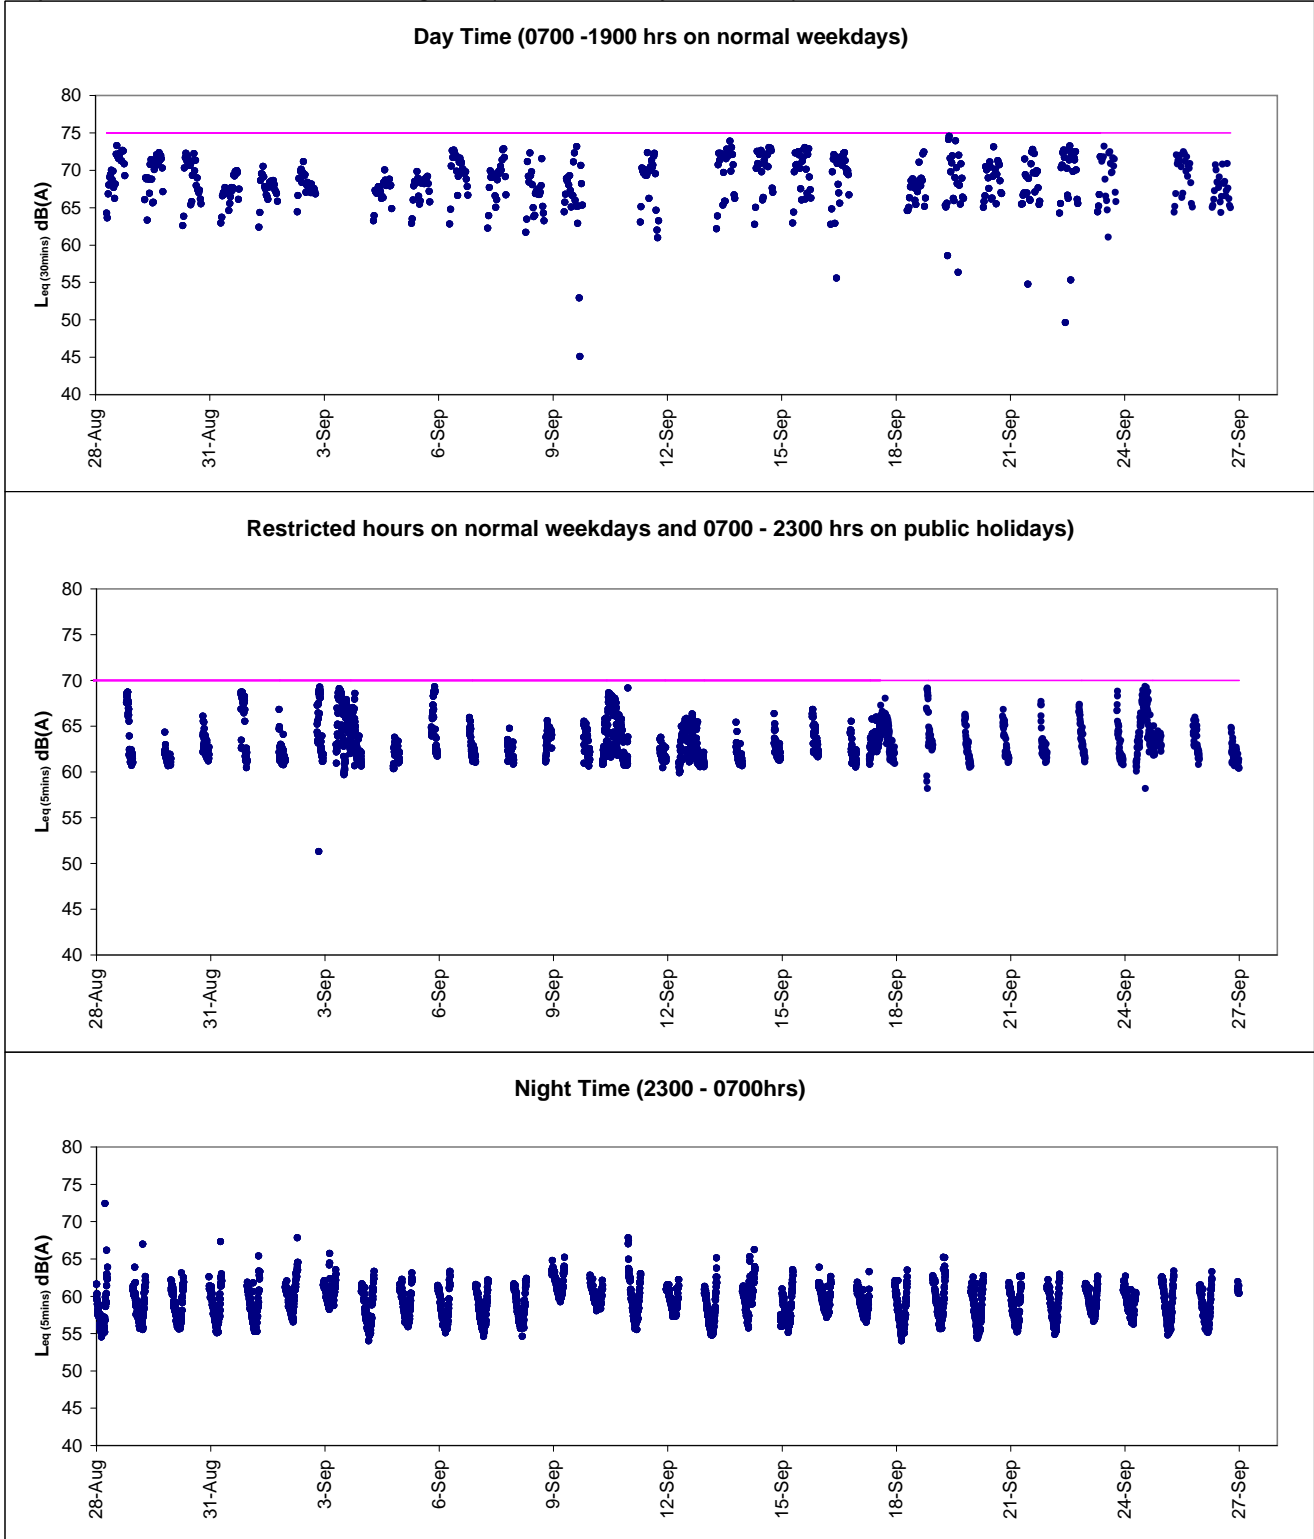 Day Time (0700 -1900 hrs on normal weekdays)
Leq (30mins) dB(A)
80
75
70
65
60
55
50
45
40
28-Aug
31-Aug
3-Sep
6-Sep
9-Sep
12-Sep
15-Sep
18-Sep
21-Sep
24-Sep
27-Sep
Restricted hours on normal weekdays and 0700 - 2300 hrs on public holidays)
Leq (5mins) dB(A)
80
75
70
65
60
55
50
45
40
28-Aug
31-Aug
3-Sep
6-Sep
9-Sep
12-Sep
15-Sep
18-Sep
21-Sep
24-Sep
27-Sep
Night Time (2300 - 0700hrs)
Leq (5mins) dB(A)
80
75
70
65
60
55
50
45
40
28-Aug
31-Aug
3-Sep
6-Sep
9-Sep
12-Sep
15-Sep
18-Sep
21-Sep
24-Sep
27-Sep